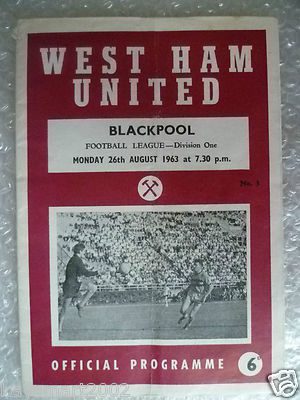 WEST HAM
UNITED
BLACKPOOL
FOOTBALL LEAGUE—Division One
MONDAY 26th AUGUST 1963 at 7.30 p.m.
No. 3
OFFICIAL PROGRAMME 6D